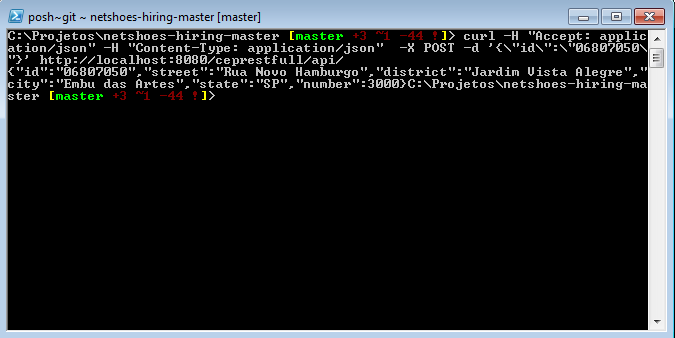 posh~git ~ netshoes-hiring-master [master]
C:\Projetos\netshoes-hiring-master [master +3 ~1 -44 !]> curl -H "Accept: applic
ation/json" -H "Content-Type: application/json"  -X POST -d '{\"id\":\"06807050\
"}' http://localhost:8080/ceprestfull/api/
{"id":"06807050","street":"Rua Novo Hamburgo","district":"Jardim Vista Alegre","
city":"Embu das Artes","state":"SP","number":3000}C:\Projetos\netshoes-hiring-ma
ster [master +3 ~1 -44 !]>